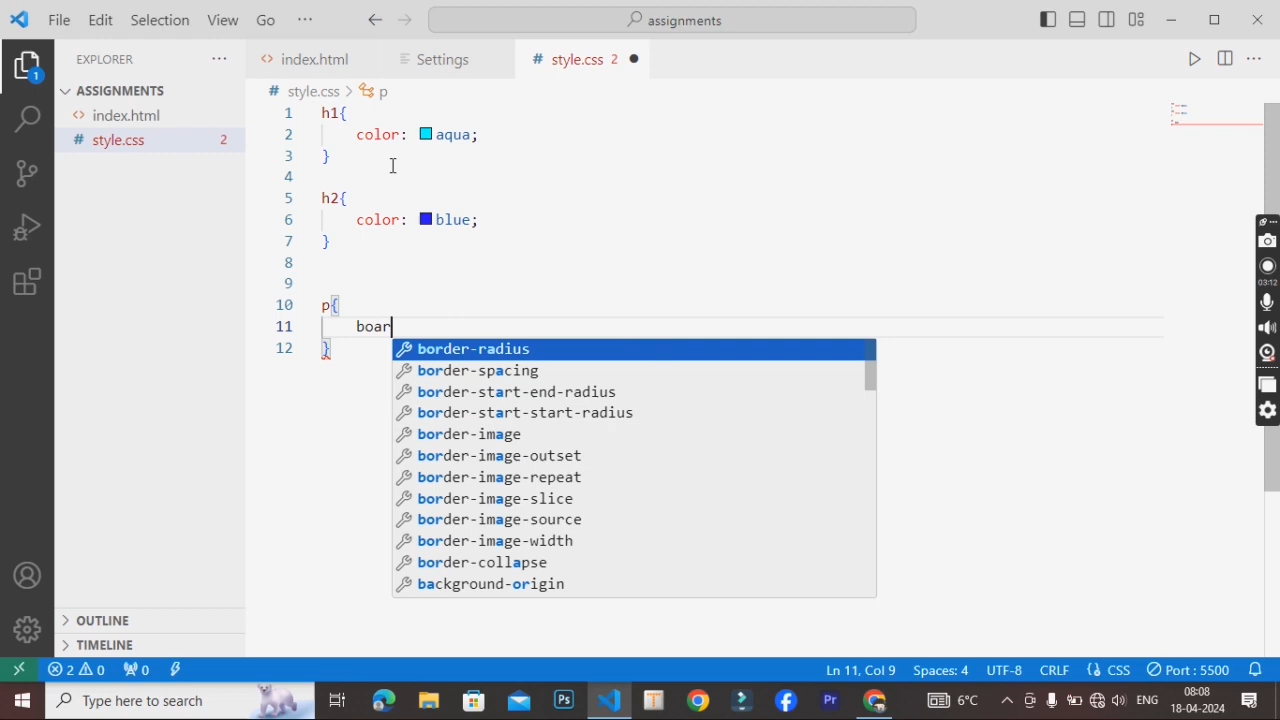 File Edit Selection View Go ··· assignments
EXPLORER ···
index.html Settings style.css 2
ASSIGNMENTS
style.css > p
index.html
style.css 2
1 h1{
2 color: aqua;
3 }
4
5 h2{
6 color: blue;
7 }
8
9
10 p{
11 boar
12 }
border-radius
border-spacing
border-start-end-radius
border-start-start-radius
border-image
border-image-outset
border-image-repeat
border-image-slice
border-image-source
border-image-width
border-collapse
background-origin
1
03:12
OUTLINE
TIMELINE
2 0 0 Ln 11, Col 9 Spaces: 4 UTF-8 CRLF {} CSS Port : 5500
Type here to search Ps Pr 6°C ENG 08:08
18-04-2024